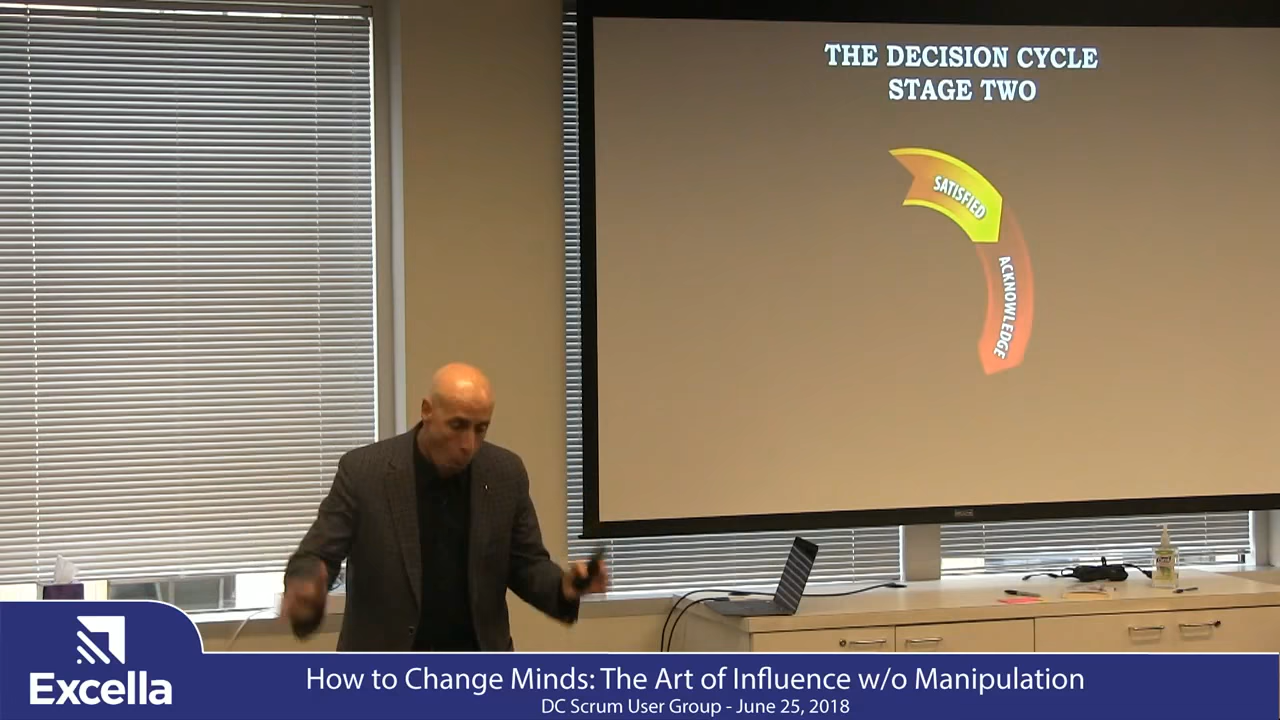 THE DECISION CYCLE
STAGE TWO
SATISFIED
ACKNOWLEDGE
Excella
How to Change Minds: The Art of Influence w/o Manipulation
DC Scrum User Group - June 25, 2018